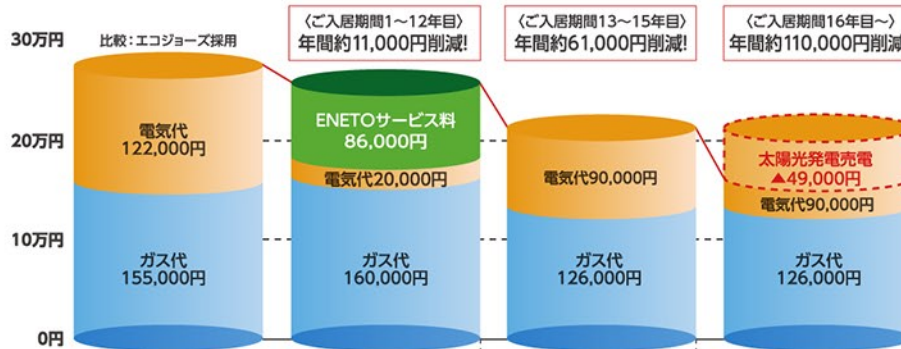 〈ご入居期間1〜12年目〉
年間約11,000円削減!
〈ご入居期間13〜15年目〉
年間約61,000円削減!
〈ご入居期間16年目〜〉
年間約110,000円削減
30万円
比較：エコジョーズ採用
20万円
10万円
0円
電気代
122,000円
ガス代
155,000円
ENETOサービス料
86,000円
電気代20,000円
ガス代
160,000円
電気代90,000円
ガス代
126,000円
太陽光発電売電
▲49,000円
電気代90,000円
ガス代
126,000円